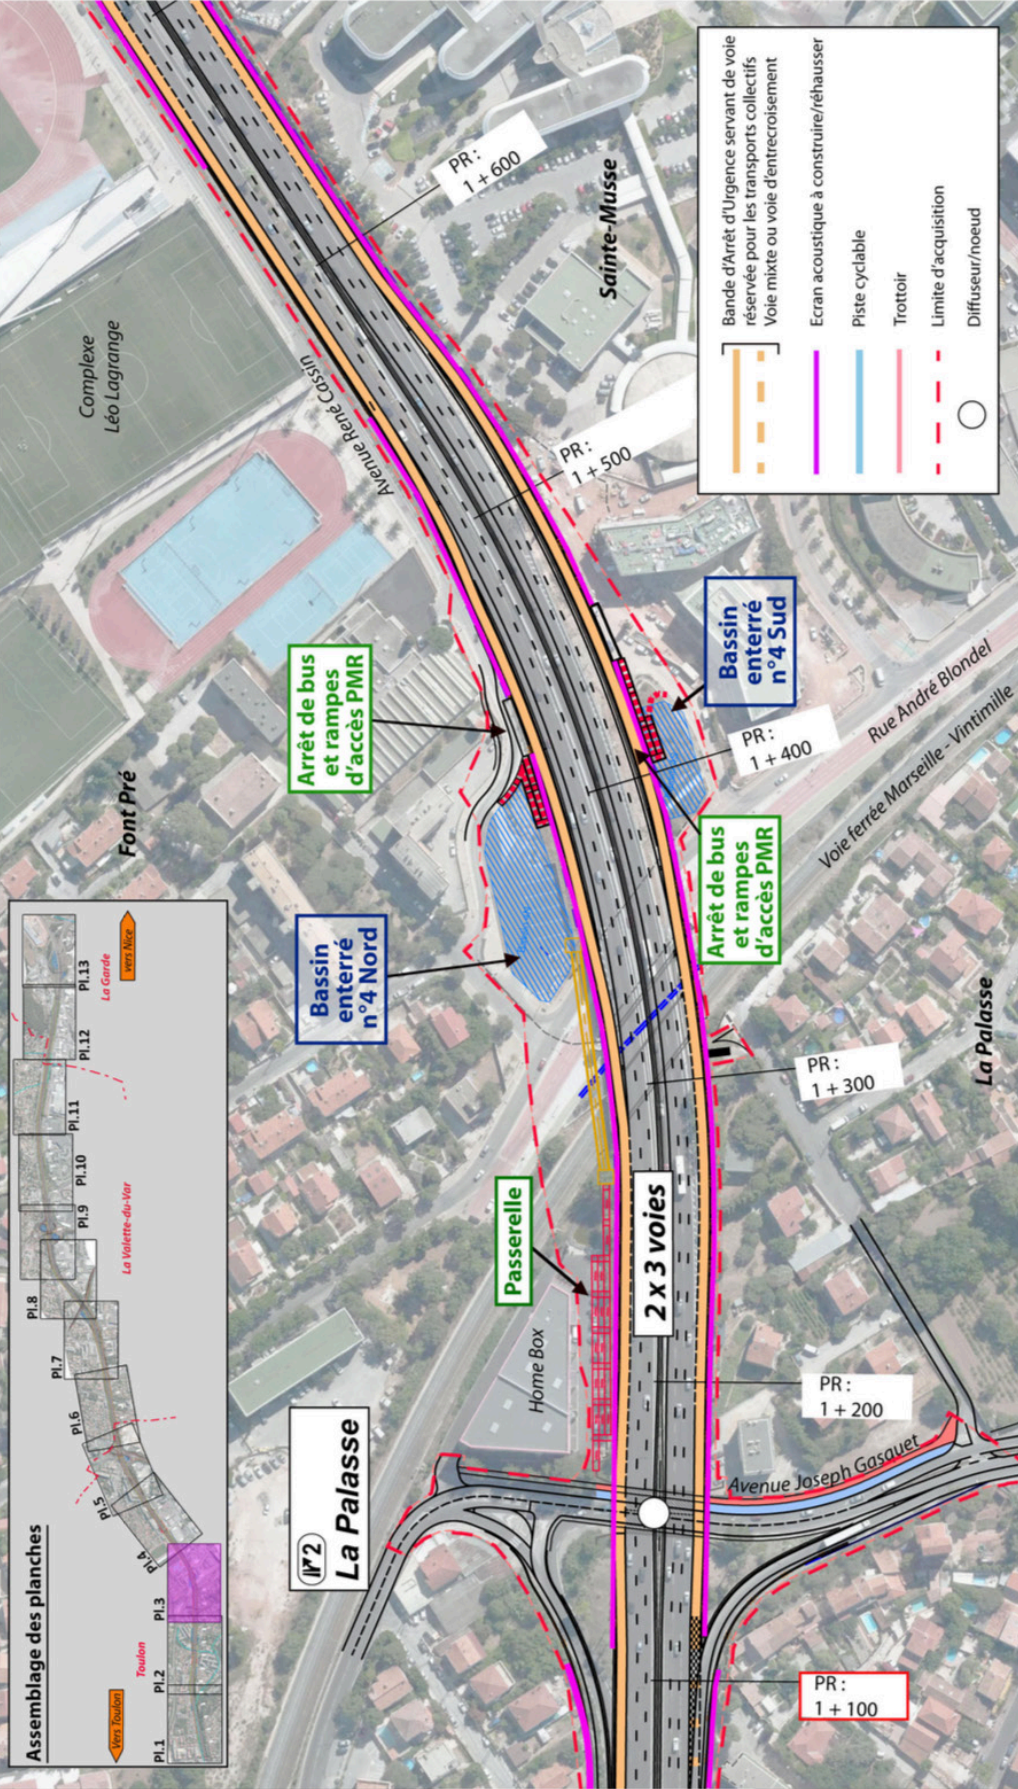 Assemblage des planches
Vers Toulon
vers Nice
Toulon
La Valette-du-Var
La Garde
Pl.1
Pl.2
Pl.3
Pl.4
Pl.5
Pl.6
Pl.7
Pl.8
Pl.9
Pl.10
Pl.11
Pl.12
Pl.13
Font Pré
Complexe
Léo Lagrange
Avenue René Cassin
Arrêt de bus
et rampes
d'accès PMR
Bassin
enterré
n°4 Nord
Passerelle
Home Box
2
La Palasse
2 x 3 voies
PR :
1 + 100
PR :
1 + 200
PR :
1 + 300
PR :
1 + 400
PR :
1 + 500
PR :
1 + 600
Sainte-Musse
Bassin
enterré
n°4 Sud
Arrêt de bus
et rampes
d'accès PMR
Rue André Blondel
Voie ferrée Marseille - Vintimille
La Palasse
Avenue Joseph Gasquet
Bande d'Arrêt d'Urgence servant de voie
réservée pour les transports collectifs
Voie mixte ou voie d'entrecroisement
Ecran acoustique à construire/réhausser
Piste cyclable
Trottoir
Limite d'acquisition
Diffuseur/noeud